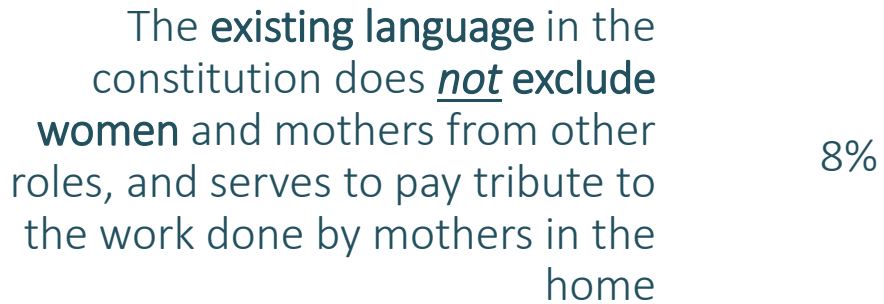 The existing language in the
constitution does not exclude
women and mothers from other
roles, and serves to pay tribute to
the work done by mothers in the
home
8%